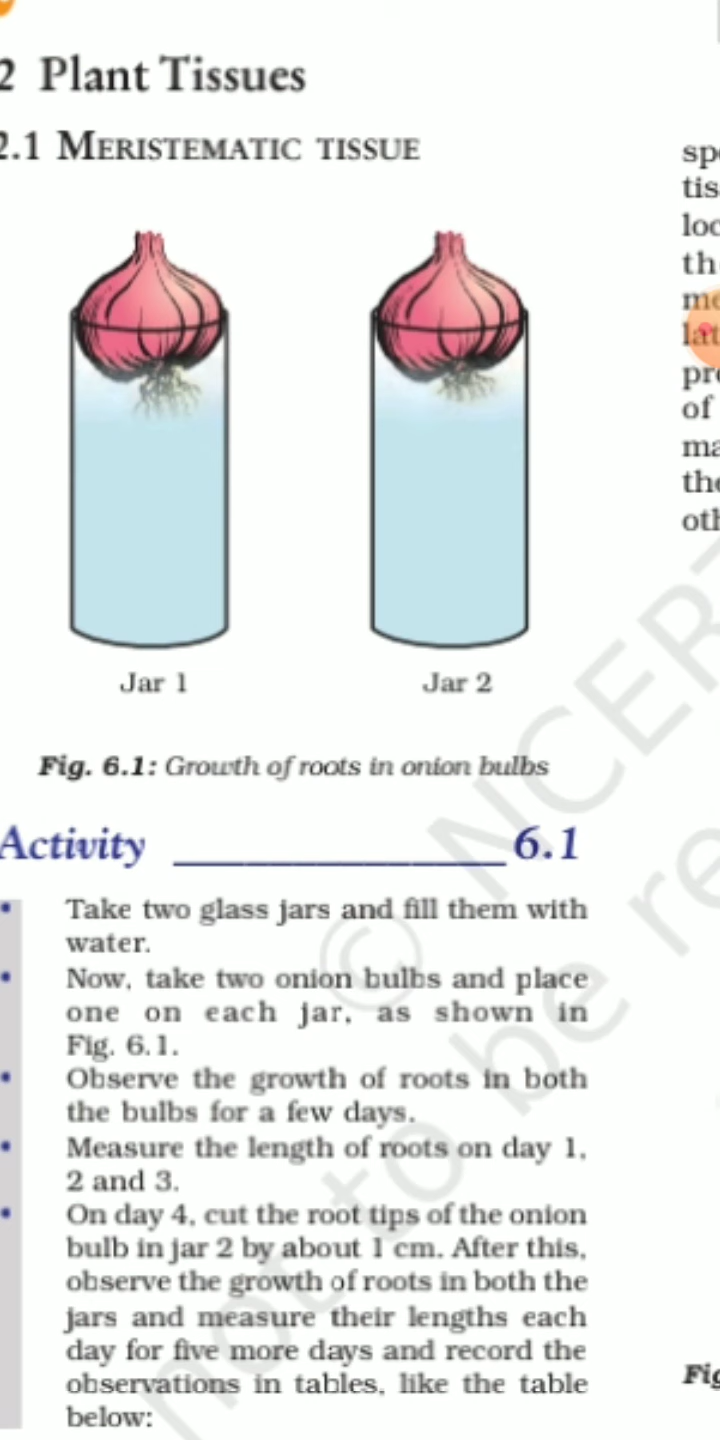 2 Plant Tissues
2.1 MERISTEMATIC TISSUE
Jar 1
Jar 2
Fig. 6.1: Growth of roots in onion bulbs
Activity 6.1
• Take two glass jars and fill them with
water.
• Now, take two onion bulbs and place
one on each jar, as shown in
Fig. 6.1.
• Observe the growth of roots in both
the bulbs for a few days.
• Measure the length of roots on day 1,
2 and 3.
• On day 4, cut the root tips of the onion
bulb in jar 2 by about 1 cm. After this,
observe the growth of roots in both the
jars and measure their lengths each
day for five more days and record the
observations in tables, like the table
below:
© NCERT
not to be re
of